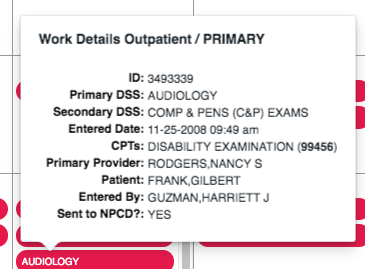 Work Details Outpatient / PRIMARY
ID: 3493339
Primary DSS: AUDIOLOGY
Secondary DSS: COMP & PENS (C&P) EXAMS
Entered Date: 11-25-2008 09:49 am
CPTs: DISABILITY EXAMINATION (99456)
Primary Provider: RODGERS,NANCY S
Patient: FRANK,GILBERT
Entered By: GUZMAN,HARRIETT J
Sent to NPCD?: YES
AUDIOLOGY